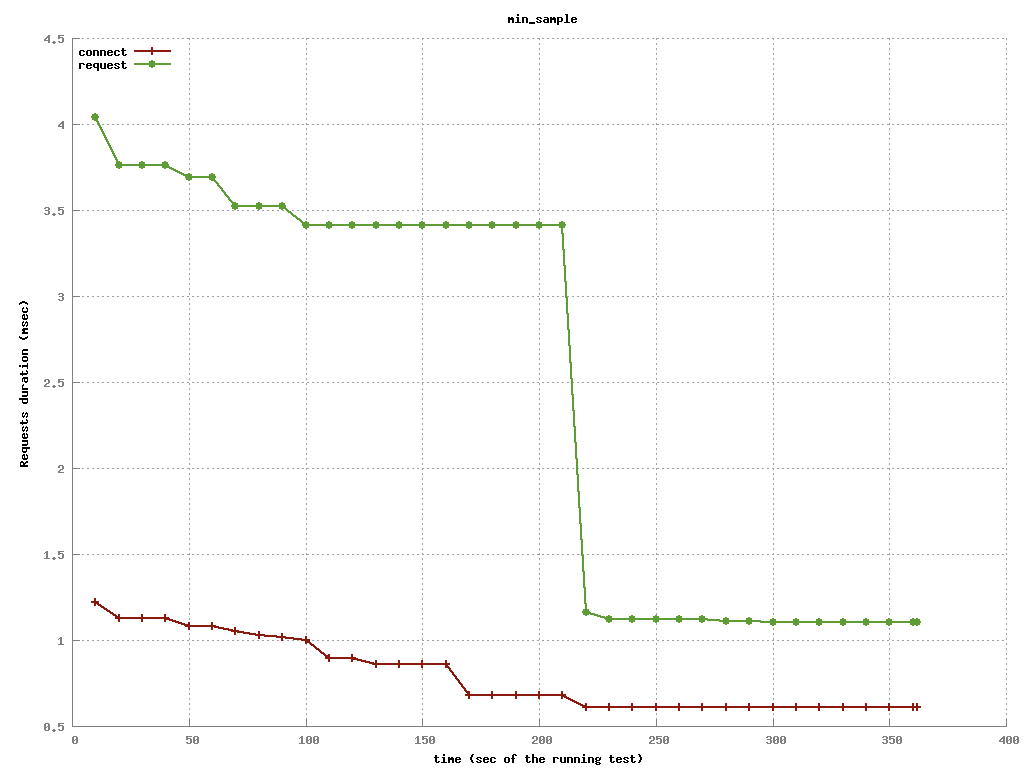 min_sample
connect
request
4.5
4
3.5
3
2.5
2
1.5
1
0.5
Requests duration (msec)
0 50 100 150 200 250 300 350 400
time (sec of the running test)